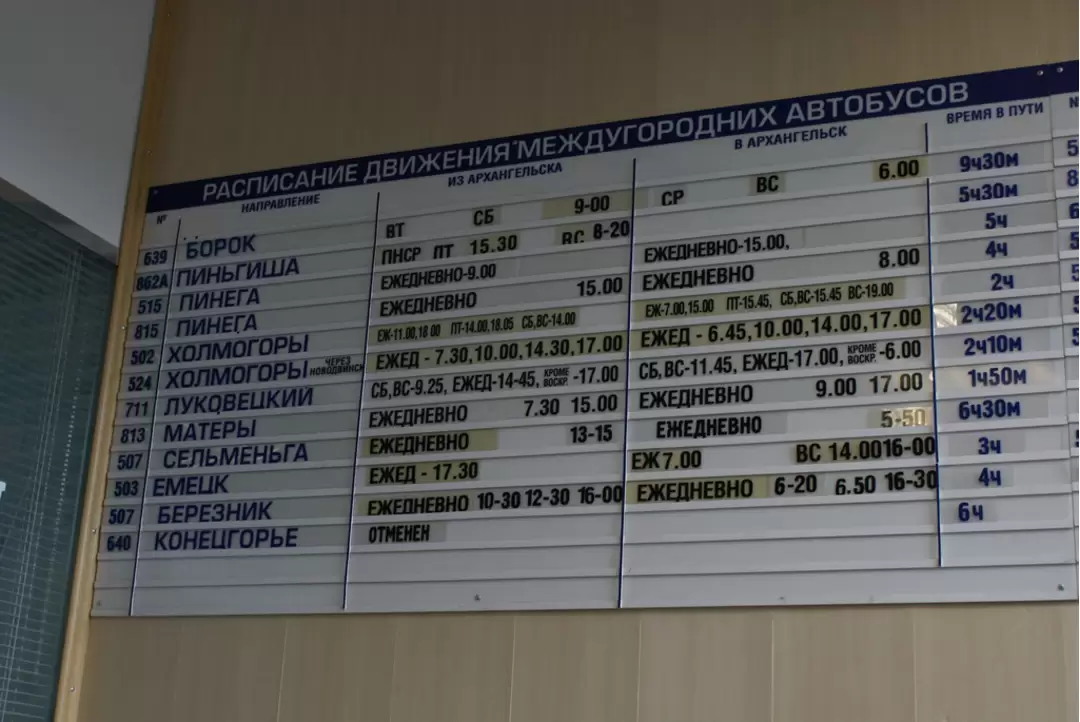 РАСПИСАНИЕ ДВИЖЕНИЯ МЕЖДУГОРОДНИХ АВТОБУСОВ
№ НАПРАВЛЕНИЕ ИЗ АРХАНГЕЛЬСКА В АРХАНГЕЛЬСК ВРЕМЯ В ПУТИ
639 БОРОК ВТ СБ 9-00 СР ВС 6.00 9ч30м
862А ПИНЬГИША ПНСР ПТ 15.30 ВС 8-20 5ч30м
515 ПИНЕГА ЕЖЕДНЕВНО-9.00 ЕЖЕДНЕВНО-15.00, 5ч
815 ПИНЕГА ЕЖЕДНЕВНО 15.00 ЕЖЕДНЕВНО 8.00 4ч
502 ХОЛМОГОРЫ ЕЖ-11.00,18.00 ПТ-14.00,18.05 СБ,ВС-14.00 ЕЖ-7.00,15.00 ПТ-15.45, СБ,ВС-15.45 ВС-19.00 2ч
524 ХОЛМОГОРЫ ЧЕРЕЗ НОВОДВИНСК ЕЖЕД - 7.30,10.00,14.30,17.00 ЕЖЕД - 6.45,10.00,14.00,17.00 2ч20м
711 ЛУКОВЕЦКИЙ СБ,ВС-9.25, ЕЖЕД-14-45, КРОМЕ ВОСКР. -17.00 СБ,ВС-11.45, ЕЖЕД-17.00, КРОМЕ ВОСКР. -6.00 2ч10м
813 МАТЕРЫ ЕЖЕДНЕВНО 7.30 15.00 ЕЖЕДНЕВНО 9.00 17.00 1ч50м
507 СЕЛЬМЕНЬГА ЕЖЕДНЕВНО 13-15 ЕЖЕДНЕВНО 5-50 6ч30м
503 ЕМЕЦК ЕЖЕД - 17.30 ЕЖ7.00 ВС 14.00 16-00 3ч
507 БЕРЕЗНИК ЕЖЕДНЕВНО 10-30 12-30 16-00 ЕЖЕДНЕВНО 6-20 6.50 16-30 4ч
640 КОНЕЦГОРЬЕ ОТМЕНЕН 6ч